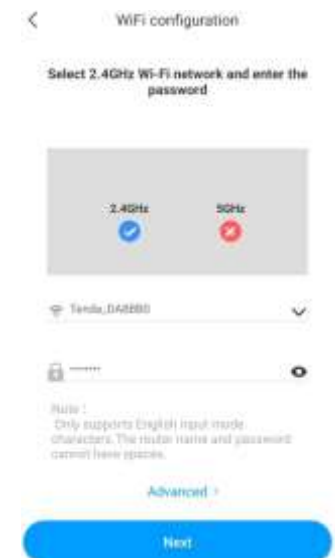 WiFi configuration
Select 2.4GHz Wi-Fi network and enter the
password
2.4GHz
5GHz
Note :
Only supports English input mode
characters. The router name and password
cannot have spaces.
Advanced >
Next